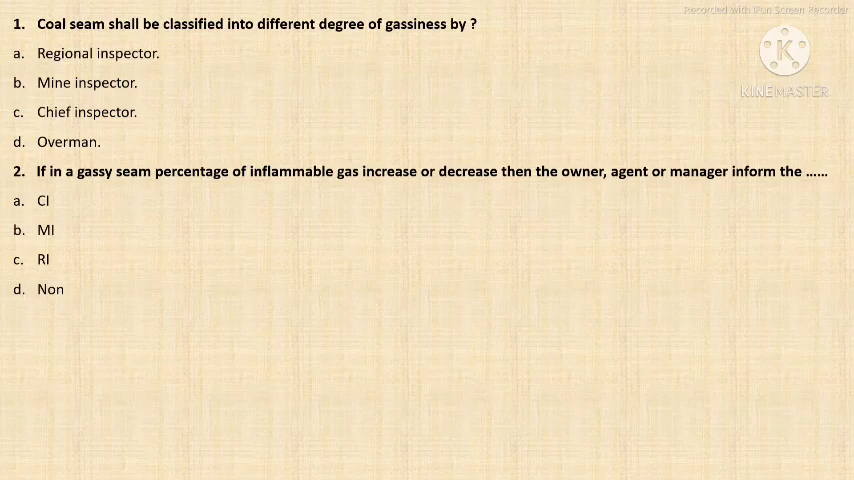 Recorded with iFun Screen Recorder
1. Coal seam shall be classified into different degree of gassiness by ?
a. Regional inspector.
b. Mine inspector.
c. Chief inspector.
d. Overman.
2. If in a gassy seam percentage of inflammable gas increase or decrease then the owner, agent or manager inform the ......
a. CI
b. MI
c. RI
d. Non
K
KINEMASTER